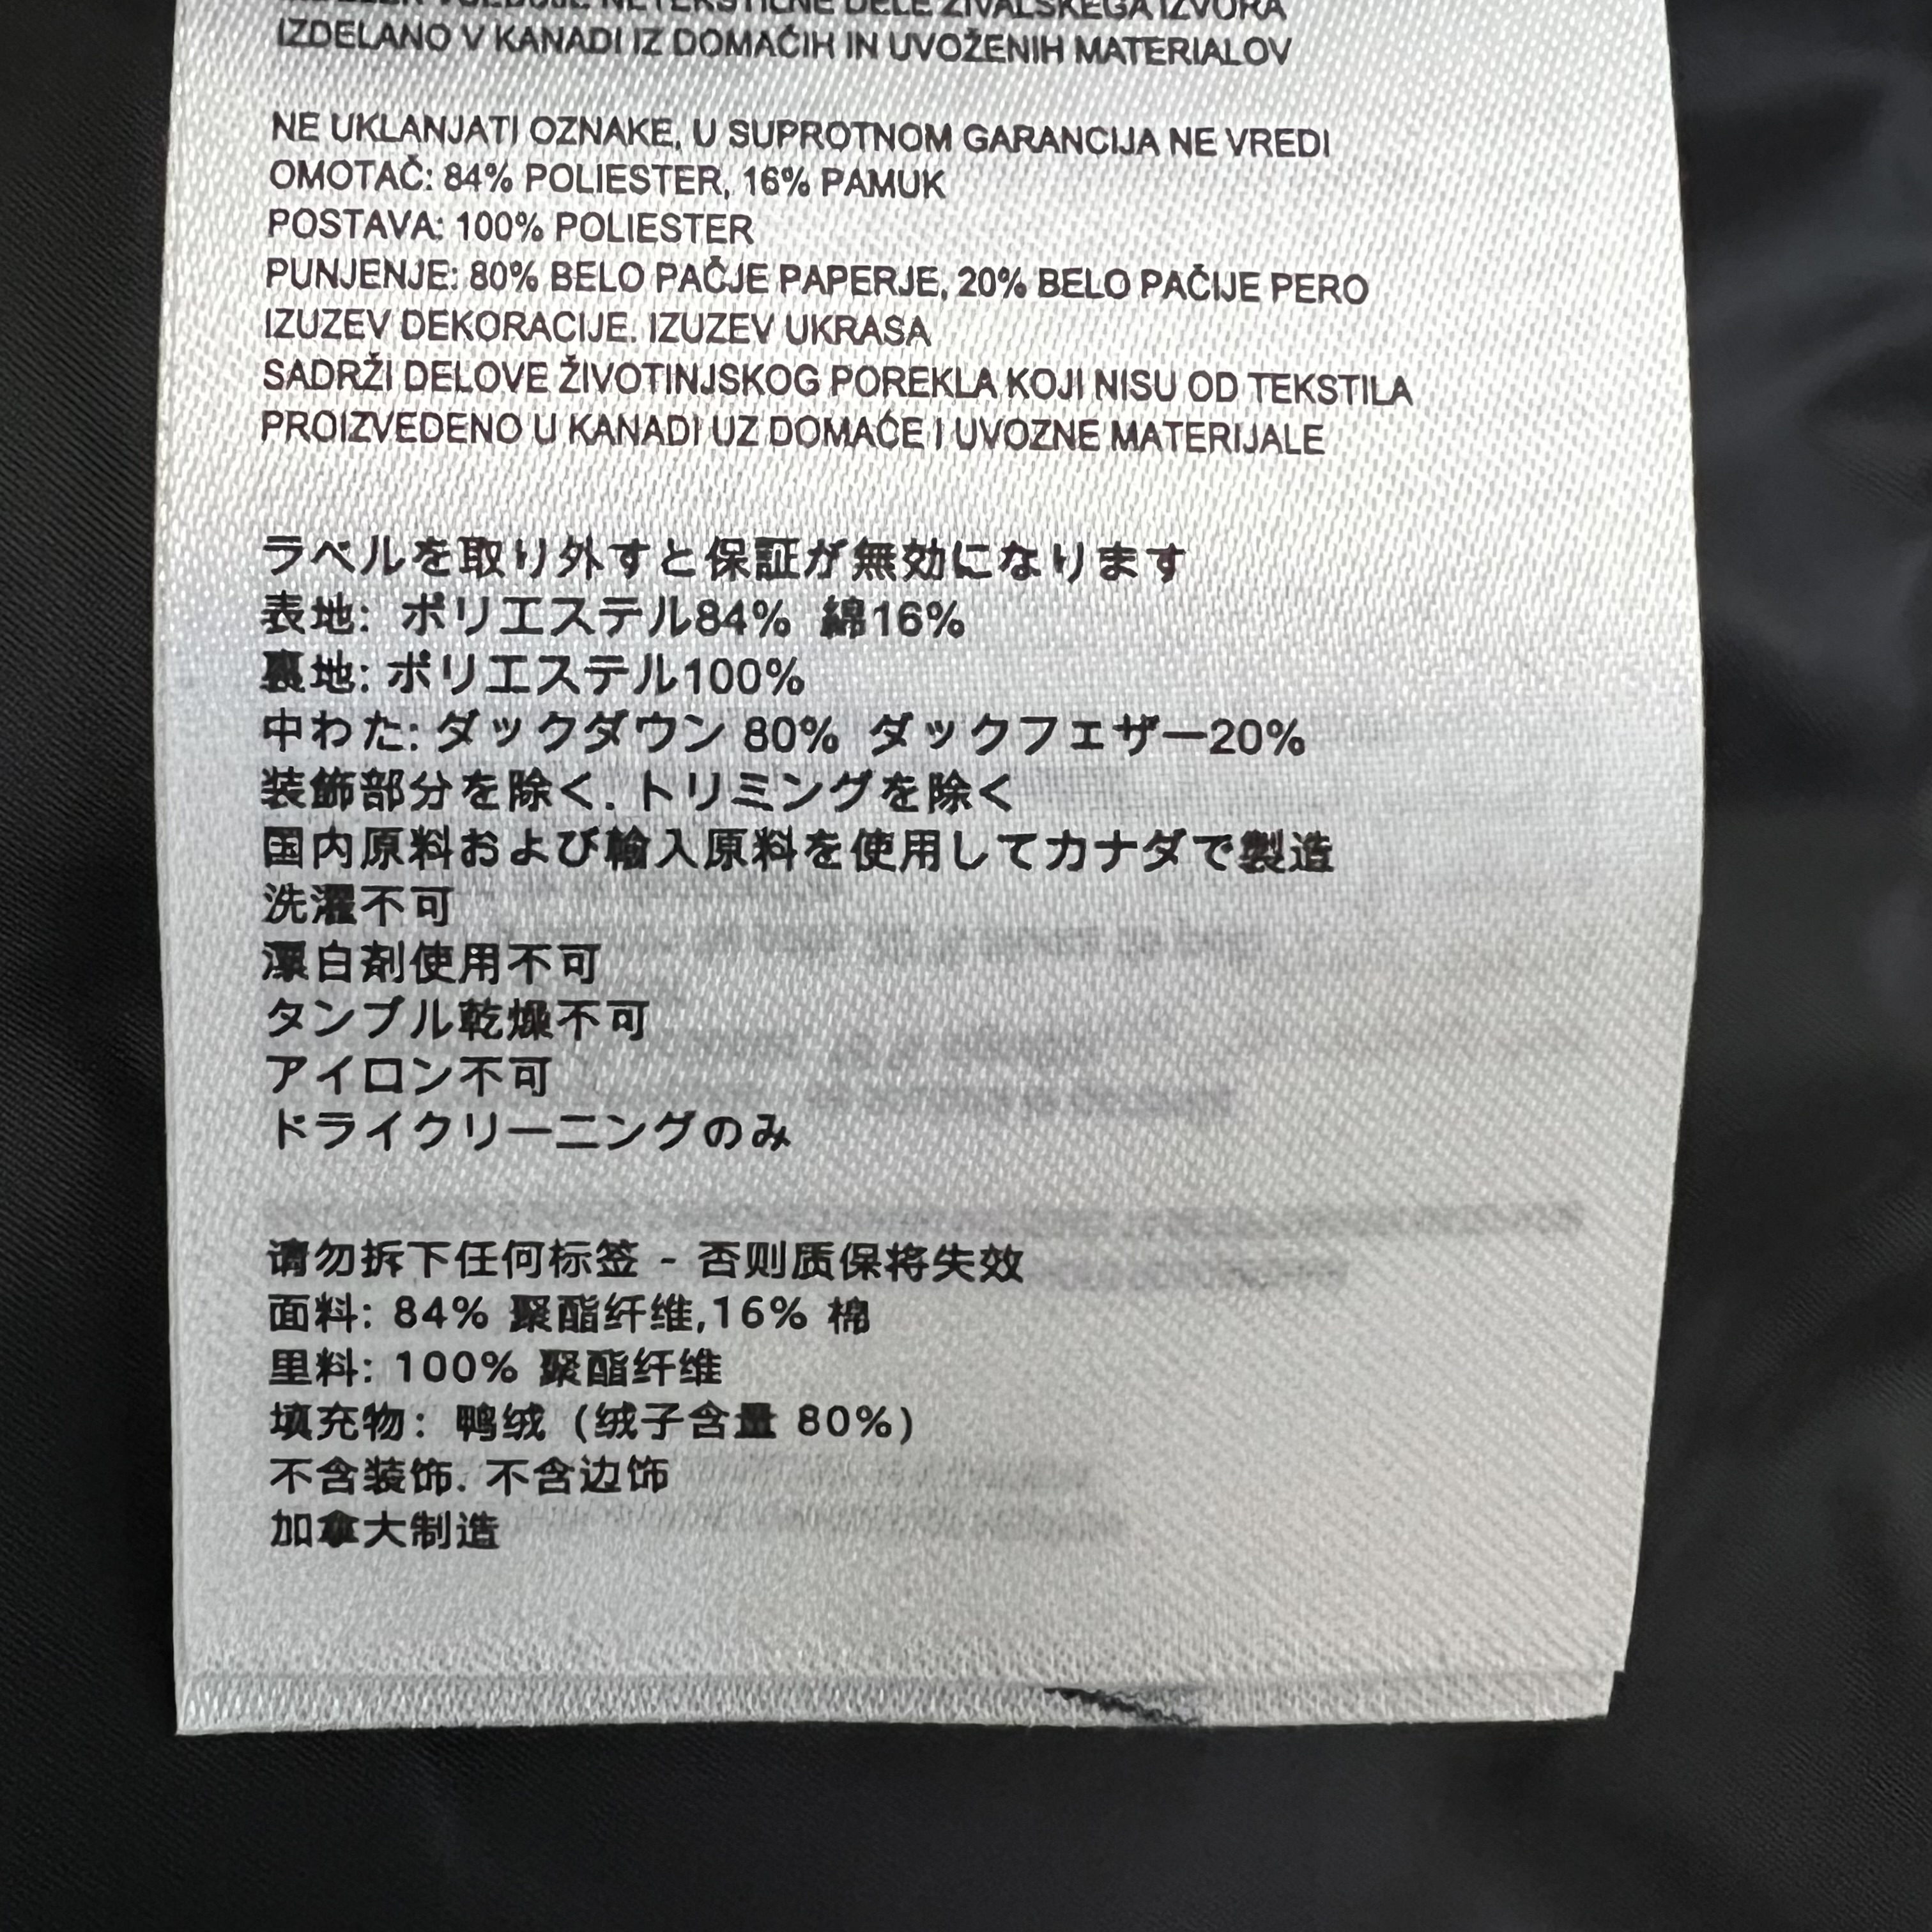 IZDELANO V KANADI IZ DOMAČIH IN UVOŽENIH MATERIALOV
NE UKLANJATI OZNAKE, U SUPROTNOM GARANCIJA NE VREDI
OMOTAČ: 84% POLIESTER, 16% PAMUK
POSTAVA: 100% POLIESTER
PUNJENJE: 80% BELO PAČJE PAPERJE, 20% BELO PAČIJE PERO
IZUZEV DEKORACIJE. IZUZEV UKRASA
SADRŽI DELOVE ŽIVOTINJSKOG POREKLA KOJI NISU OD TEKSTILA
PROIZVEDENO U KANADI UZ DOMAĆE I UVOZNE MATERIJALE
ラベルを取り外すと保証が無効になります
表地: ポリエステル84% 綿16%
裏地: ポリエステル100%
中わた: ダックダウン 80% ダックフェザー20%
装飾部分を除く. トリミングを除く
国内原料および輸入原料を使用してカナダで製造
洗濯不可
漂白剤使用不可
タンブル乾燥不可
アイロン不可
ドライクリーニングのみ
请勿拆下任何标签 - 否则质保将失效
面料: 84% 聚酯纤维,16% 棉
里料: 100% 聚酯纤维
填充物: 鸭绒 (绒子含量 80%)
不含装饰. 不含边饰
加拿大制造